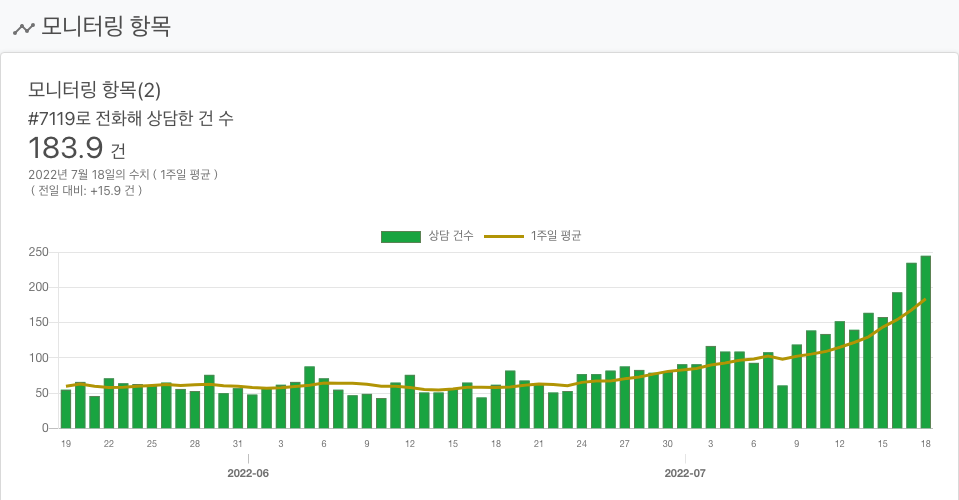 모니터링 항목
모니터링 항목(2)
#7119로 전화해 상담한 건 수
183.9 건
2022년 7월 18일의 수치 ( 1주일 평균 )
( 전일 대비: +15.9 건 )
상담 건수 1주일 평균
250
200
150
100
50
0
19 22 25 28 31 3 6 9 12 15 18 21 24 27 30 3 6 9 12 15 18
2022-06 2022-07